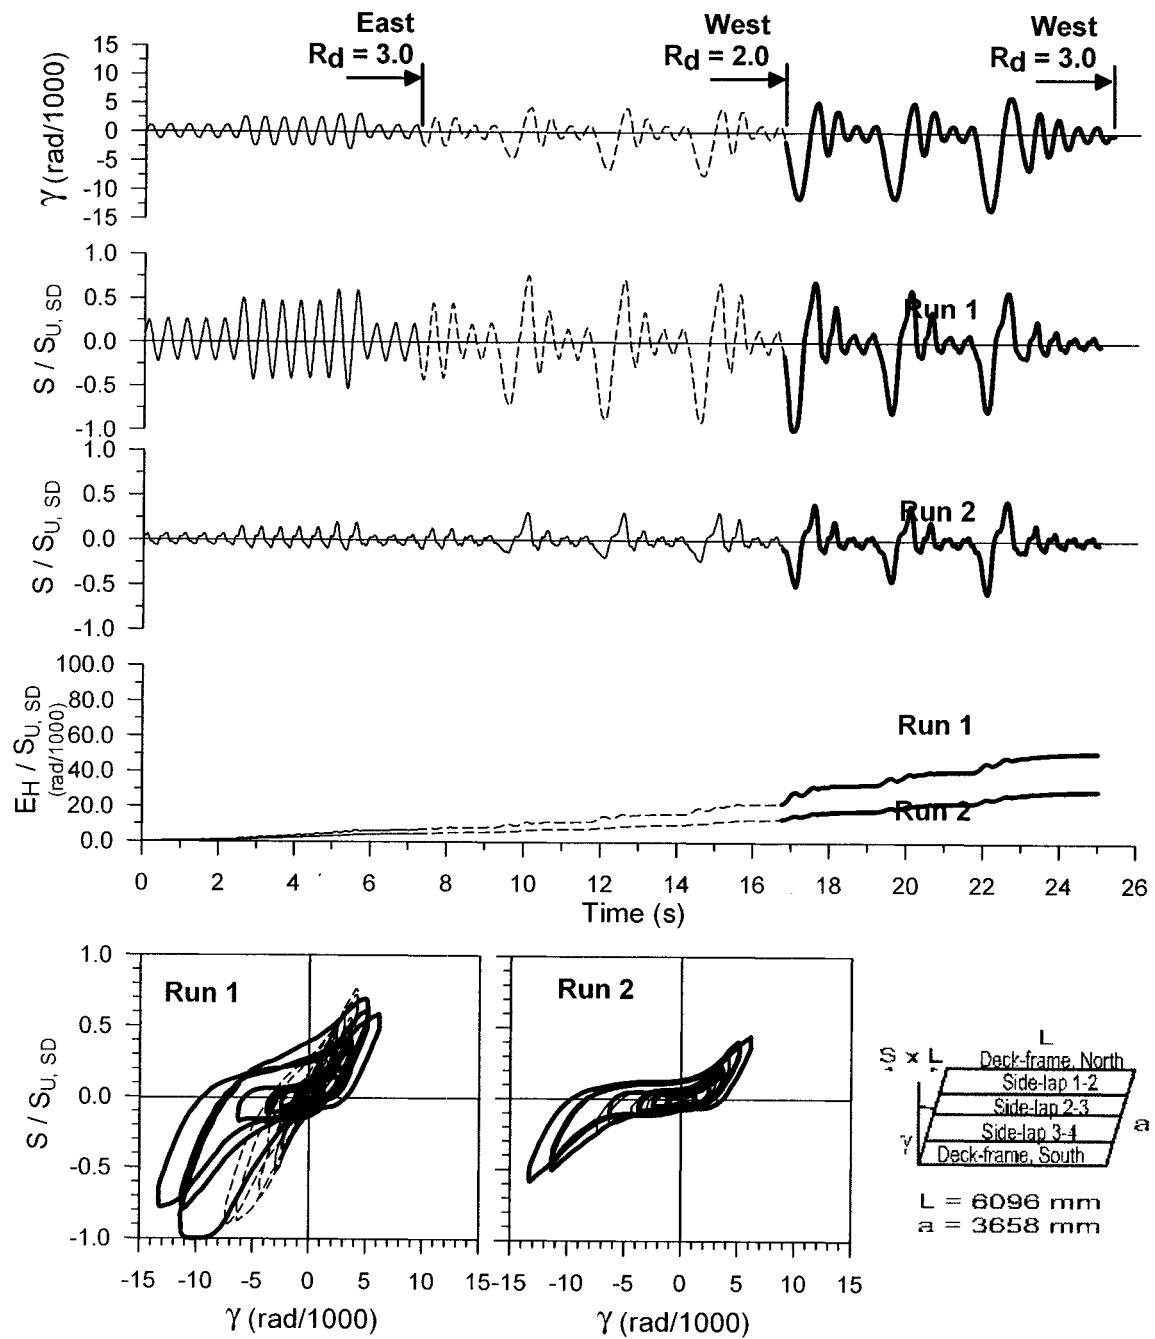 East
Rd = 3.0
West
Rd = 2.0
West
Rd = 3.0
γ (rad/1000)
15
10
5
0
-5
-10
-15
S / SU, SD
1.0
0.5
0.0
-0.5
-1.0
Run 1
S / SU, SD
1.0
0.5
0.0
-0.5
-1.0
Run 2
EH / SU, SD
(rad/1000)
100.0
80.0
60.0
40.0
20.0
0.0
Run 1
Run 2
0 2 4 6 8 10 12 14 16 18 20 22 24 26
Time (s)
S / SU, SD
1.0
0.5
0.0
-0.5
-1.0
Run 1
-15 -10 -5 0 5 10 15
γ (rad/1000)
Run 2
-15 -10 -5 0 5 10 15
γ (rad/1000)
L
S x L
Deck-frame, North
Side-lap 1-2
Side-lap 2-3
Side-lap 3-4
Deck-frame, South
γ
a
L = 6096 mm
a = 3658 mm